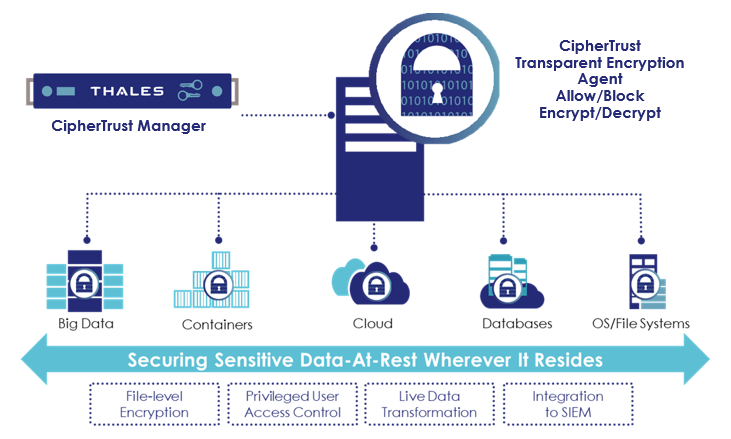 CipherTrust
Transparent Encryption
Agent
Allow/Block
Encrypt/Decrypt
THALES
CipherTrust Manager
Big Data
Containers
Cloud
Databases
OS/File Systems
Securing Sensitive Data-At-Rest Wherever It Resides
File-level
Encryption
Privileged User
Access Control
Live Data
Transformation
Integration
to SIEM